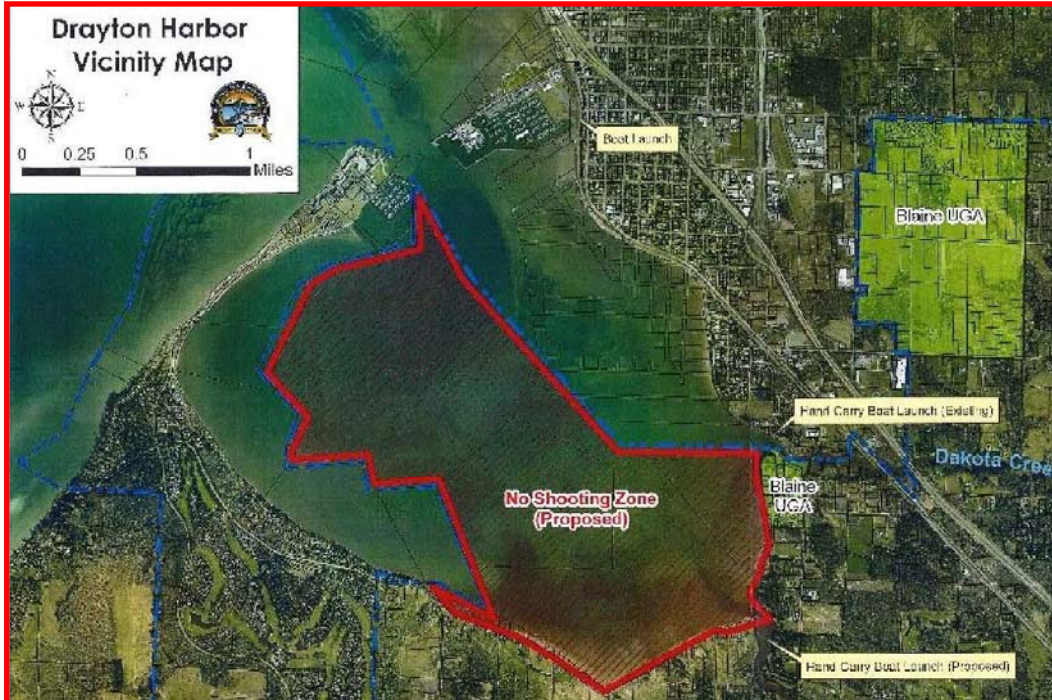 Drayton Harbor
Vicinity Map
N
W
E
S
0 0.25 0.5 1
Miles
Boat Launch
Blaine UGA
Hand Carry Boat Launch (Existing)
Dakota Cree
Blaine
UGA
No Shooting Zone
(Proposed)
Hand Carry Boat Launch (Proposed)